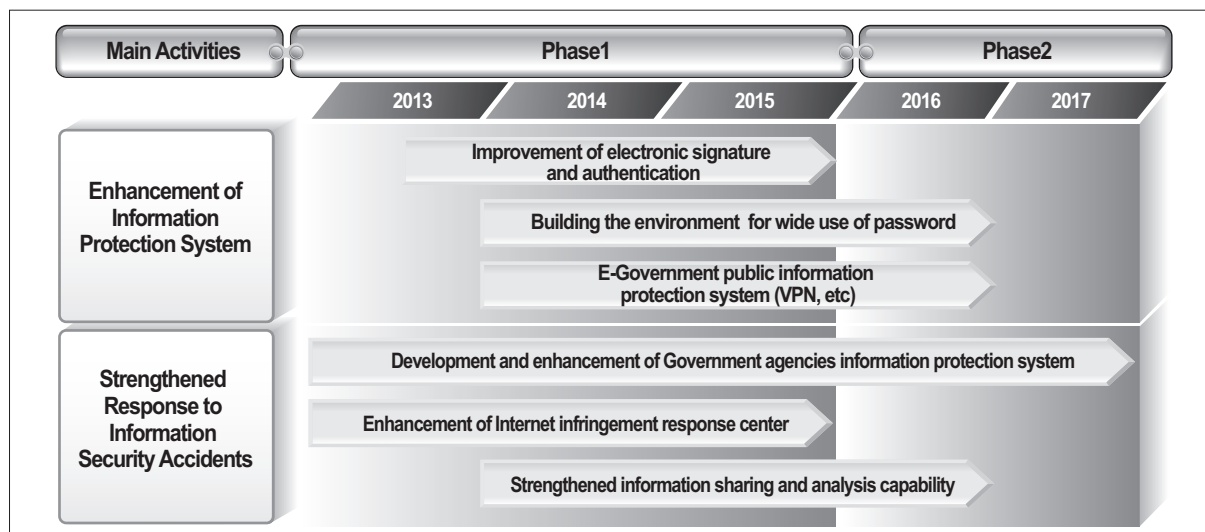 Main Activities
Phase1
Phase2
2013
2014
2015
2016
2017
Enhancement of
Information
Protection System
Improvement of electronic signature
and authentication
Building the environment for wide use of password
E-Government public information
protection system (VPN, etc)
Strengthened
Response to
Information
Security Accidents
Development and enhancement of Government agencies information protection system
Enhancement of Internet infringement response center
Strengthened information sharing and analysis capability